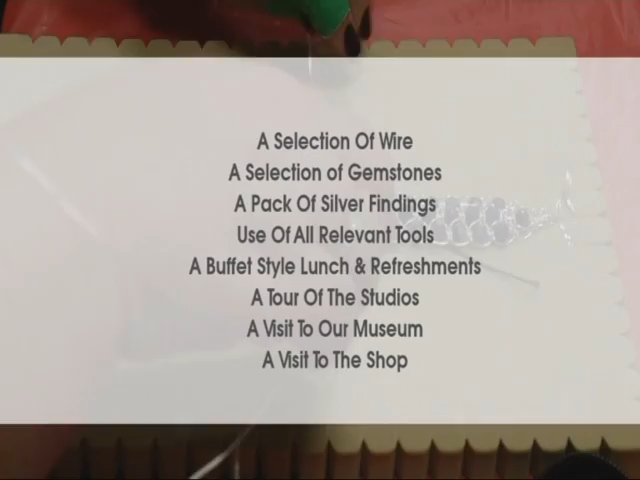 A Selection Of Wire
A Selection of Gemstones
A Pack Of Silver Findings
Use Of All Relevant Tools
A Buffet Style Lunch & Refreshments
A Tour Of The Studios
A Visit To Our Museum
A Visit To The Shop